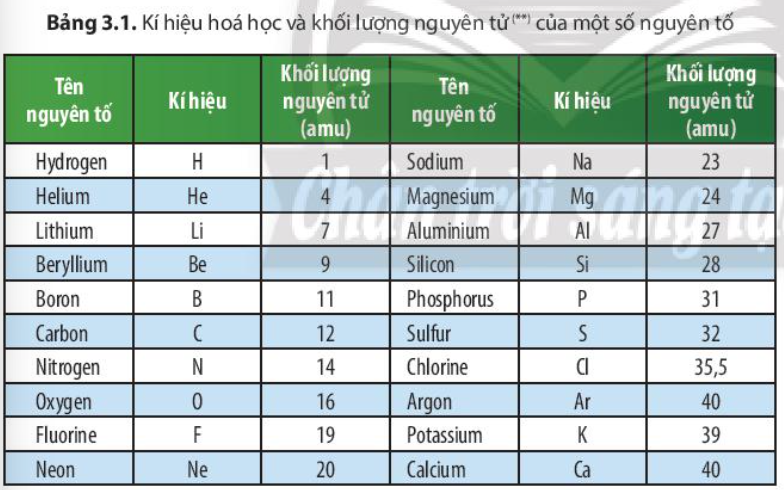 Bảng 3.1. Kí hiệu hoá học và khối lượng nguyên tử (**) của một số nguyên tố
Tên nguyên tố Kí hiệu Khối lượng nguyên tử (amu) Tên nguyên tố Kí hiệu Khối lượng nguyên tử (amu)
Hydrogen H 1 Sodium Na 23
Helium He 4 Magnesium Mg 24
Lithium Li 7 Aluminium Al 27
Beryllium Be 9 Silicon Si 28
Boron B 11 Phosphorus P 31
Carbon C 12 Sulfur S 32
Nitrogen N 14 Chlorine Cl 35,5
Oxygen O 16 Argon Ar 40
Fluorine F 19 Potassium K 39
Neon Ne 20 Calcium Ca 40
Chân trời sáng tạ